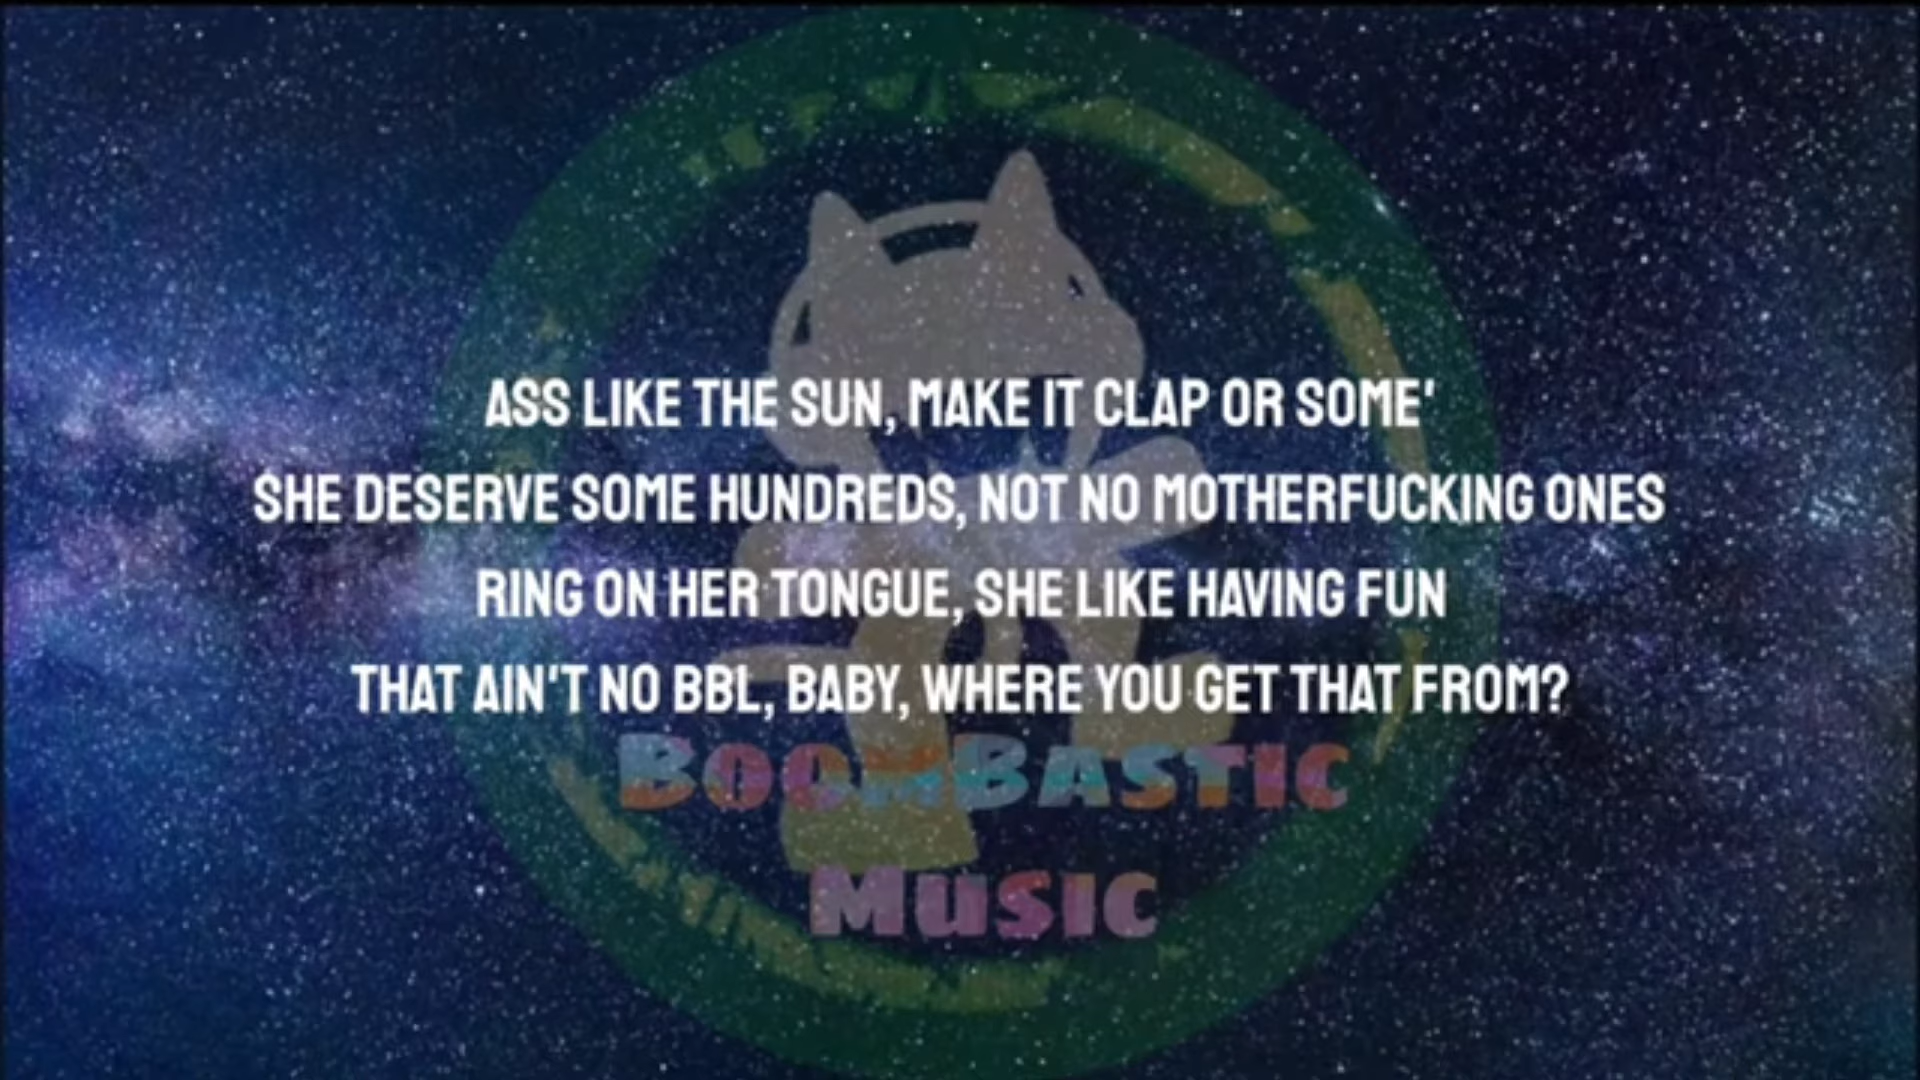 ASS LIKE THE SUN, MAKE IT CLAP OR SOME'
SHE DESERVE SOME HUNDREDS, NOT NO MOTHERFUCKING ONES
RING ON HER TONGUE, SHE LIKE HAVING FUN
THAT AIN'T NO BBL, BABY, WHERE YOU GET THAT FROM?
BOOMBASTIC
MUSIC